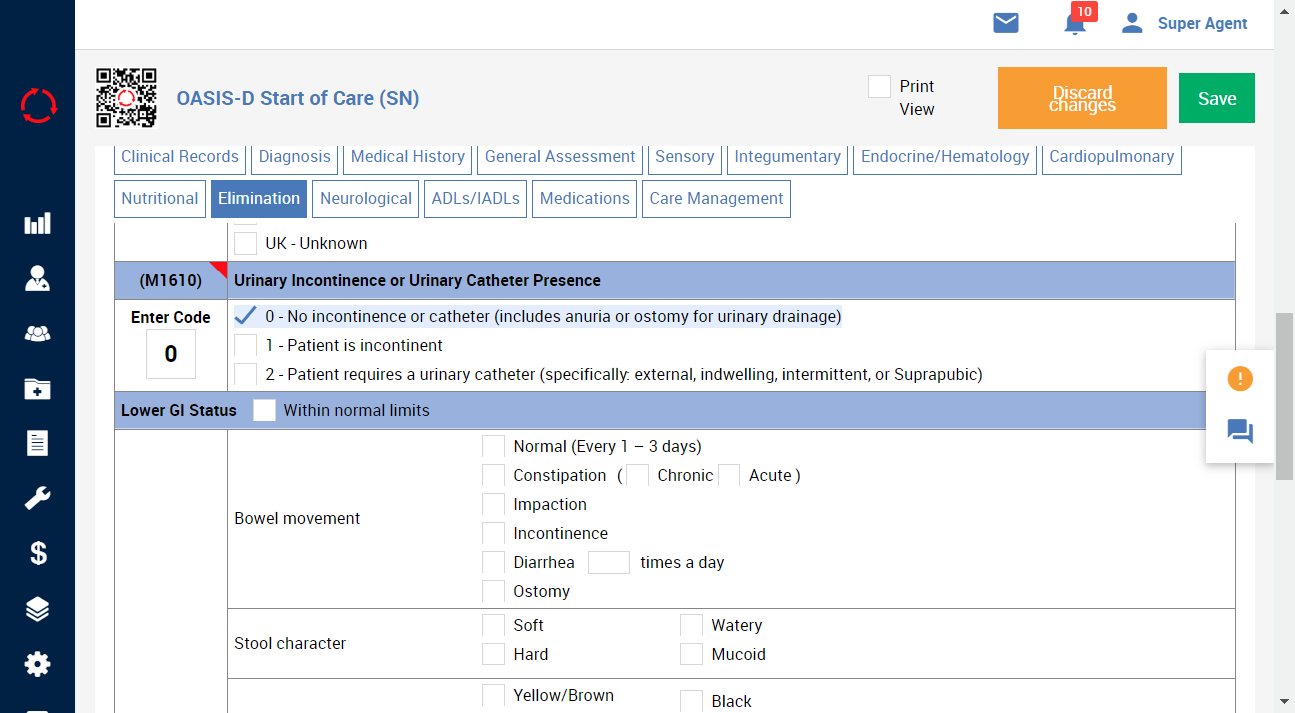 10
Super Agent
OASIS-D Start of Care (SN)
Print
View
Discard
changes
Save
Clinical Records Diagnosis Medical History General Assessment Sensory Integumentary Endocrine/Hematology Cardiopulmonary
Nutritional Elimination Neurological ADLs/IADLs Medications Care Management
UK - Unknown
(M1610) Urinary Incontinence or Urinary Catheter Presence
Enter Code
0
0 - No incontinence or catheter (includes anuria or ostomy for urinary drainage)
1 - Patient is incontinent
2 - Patient requires a urinary catheter (specifically: external, indwelling, intermittent, or Suprapubic)
Lower GI Status Within normal limits
Bowel movement
Normal (Every 1 – 3 days)
Constipation ( Chronic Acute )
Impaction
Incontinence
Diarrhea times a day
Ostomy
Stool character
Soft Watery
Hard Mucoid
Yellow/Brown Black